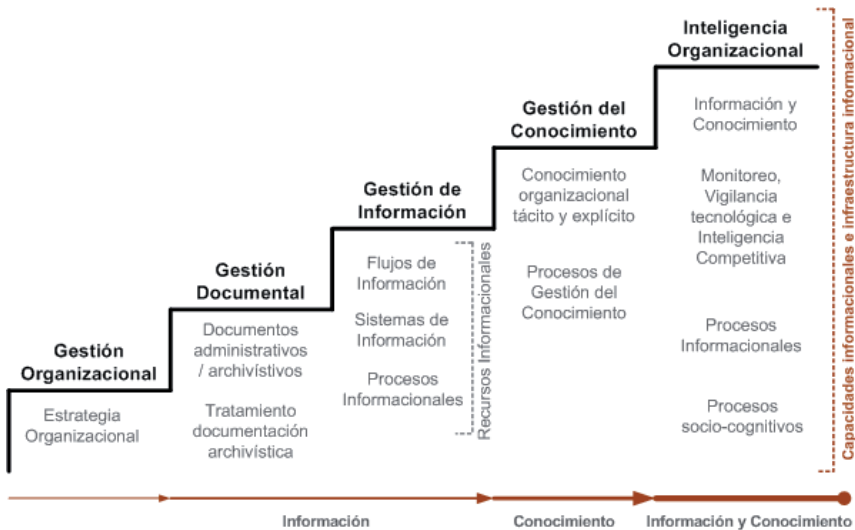 Gestión
Organizacional
Estrategia
Organizacional
Gestión
Documental
Documentos
administrativos
/ archivístivos
Tratamiento
documentación
archivística
Gestión de
Información
Flujos de
Información
Sistemas de
Información
Procesos
Informacionales
Recursos Informacionales
Gestión del
Conocimiento
Conocimiento
organizacional
tácito y explícito
Procesos de
Gestión del
Conocimiento
Inteligencia
Organizacional
Información y
Conocimiento
Monitoreo,
Vigilancia
tecnológica e
Inteligencia
Competitiva
Procesos
Informacionales
Procesos
socio-cognitivos
Capacidades informacionales e infraestructura informacional
Información
Conocimiento
Información y Conocimiento